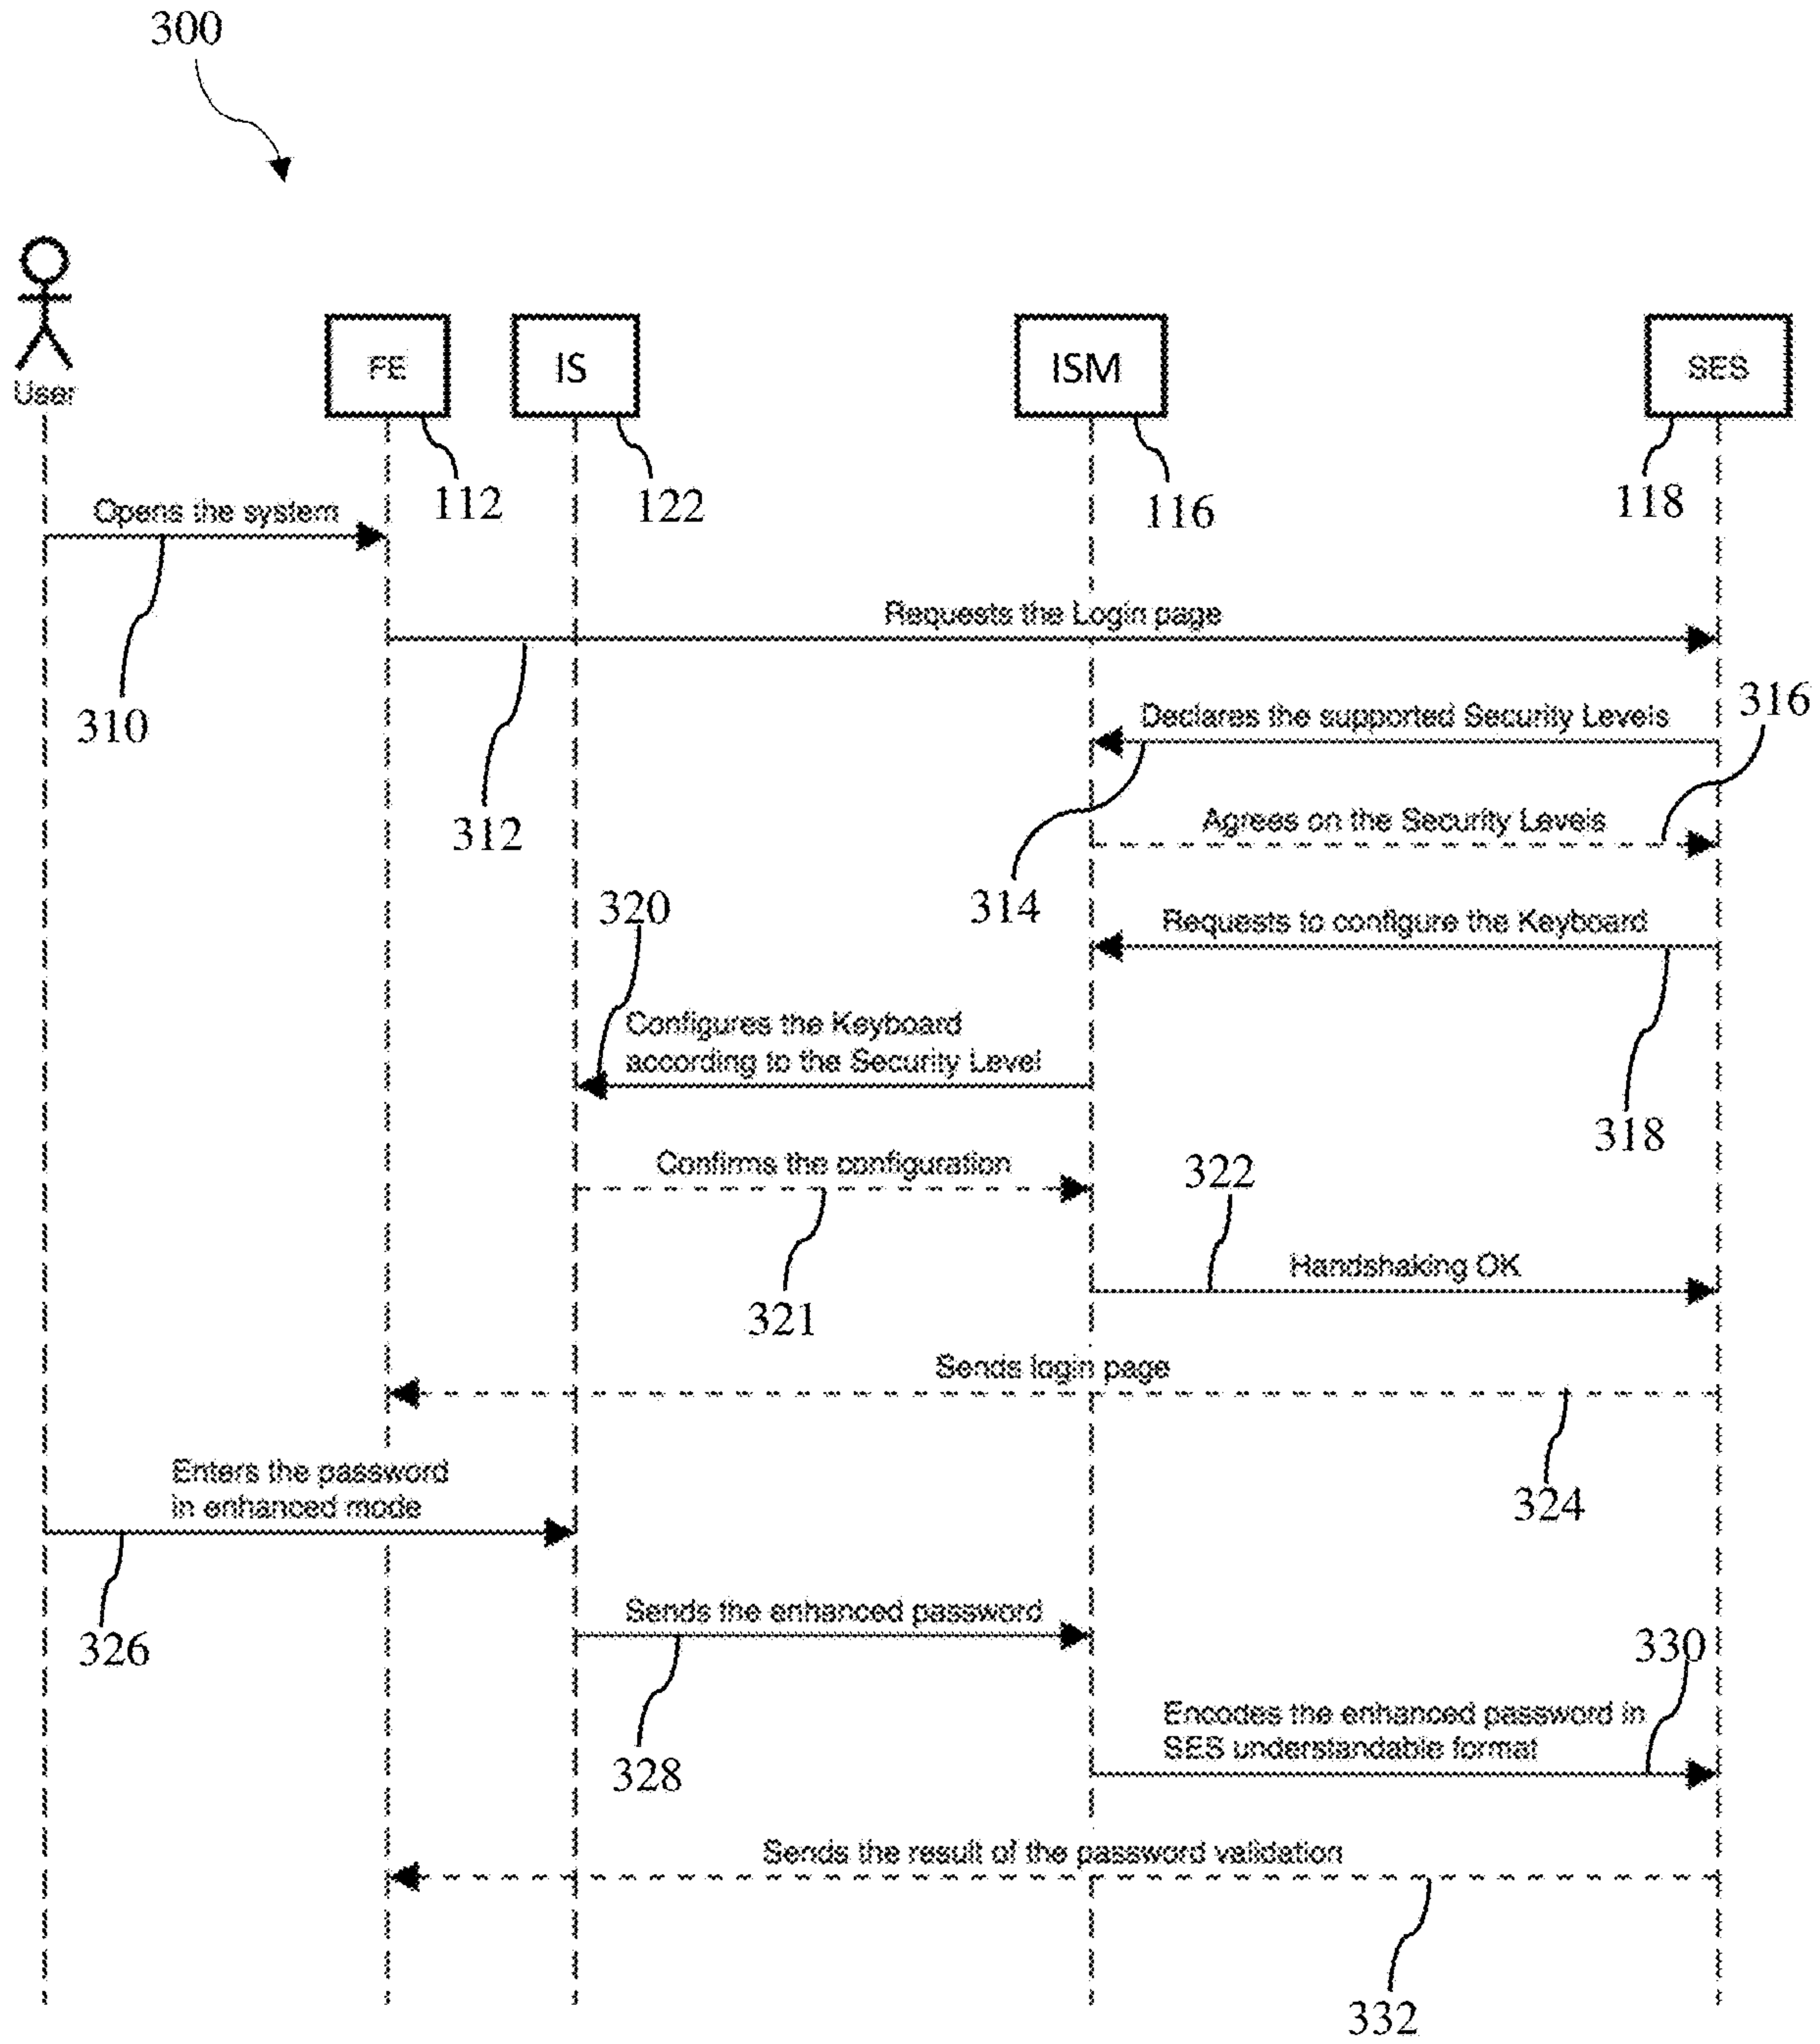 300
User
FE
IS
ISM
SES
112
122
116
118
Opens the system
310
Requests the Login page
312
Declares the supported Security Levels
316
314
Agrees on the Security Levels
Requests to configure the Keyboard
318
320
Configures the Keyboard
according to the Security Level
Confirms the configuration
321
322
Handshaking OK
Sends login page
324
Enters the password
in enhanced mode
326
Sends the enhanced password
328
330
Encodes the enhanced password in
SES understandable format
Sends the result of the password validation
332